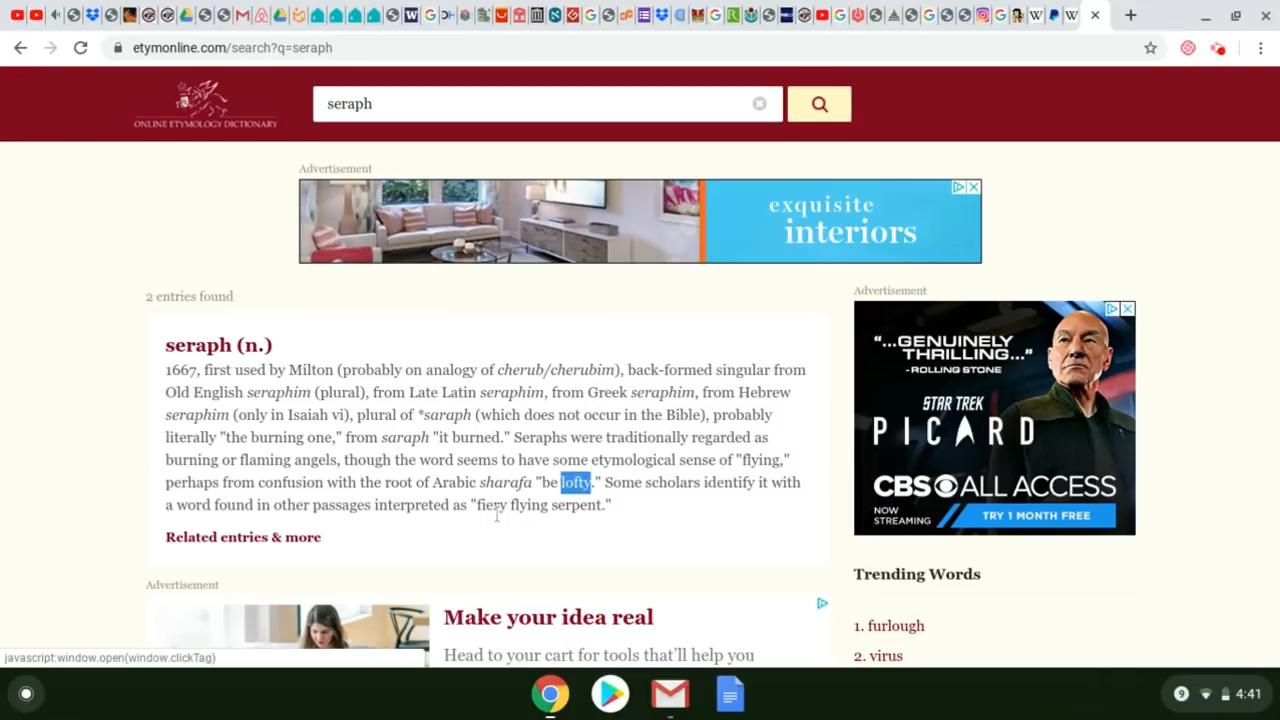 etymonline.com/search?q=seraph
ONLINE ETYMOLOGY DICTIONARY
seraph
Advertisement
exquisite
interiors
2 entries found
seraph (n.)
1667, first used by Milton (probably on analogy of cherub/cherubim), back-formed singular from
Old English seraphim (plural), from Late Latin seraphim, from Greek seraphim, from Hebrew
seraphim (only in Isaiah vi), plural of *saraph (which does not occur in the Bible), probably
literally "the burning one," from saraph "it burned." Seraphs were traditionally regarded as
burning or flaming angels, though the word seems to have some etymological sense of "flying,"
perhaps from confusion with the root of Arabic sharafa "be lofty." Some scholars identify it with
a word found in other passages interpreted as "fiery flying serpent."
Related entries & more
Advertisement
Make your idea real
Head to your cart for tools that'll help you
Advertisement
"...GENUINELY
THRILLING..."
-ROLLING STONE
STAR TREK
PICARD
CBS ALL ACCESS
NOW
STREAMING
TRY 1 MONTH FREE
Trending Words
1. furlough
2. virus
javascript:window.open(window.clickTag)
9
4:41